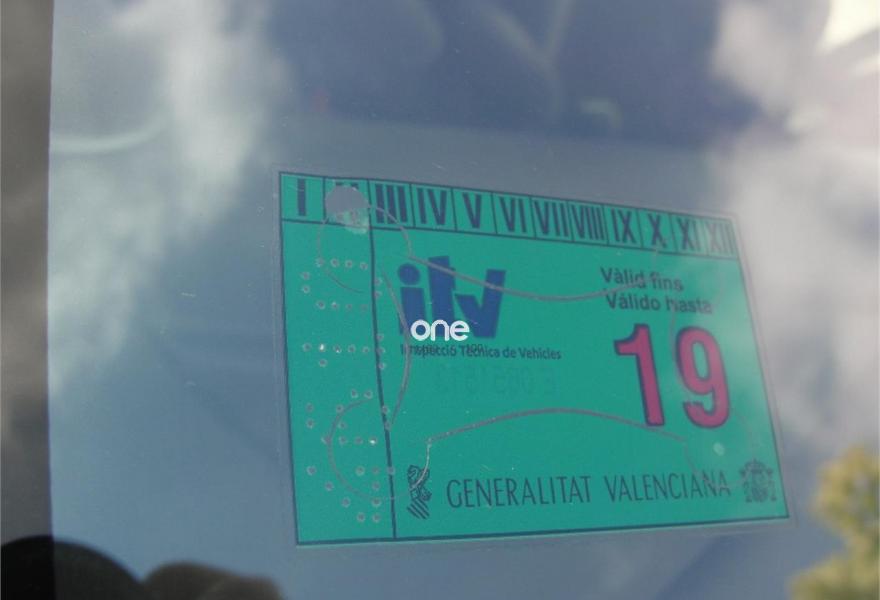 I II III IV V VI VII VIII IX X XI XII
itv
Vàlid fins
Válido hasta
one
Inspecció Tècnica de Vehicles
19
GENERALITAT VALENCIANA